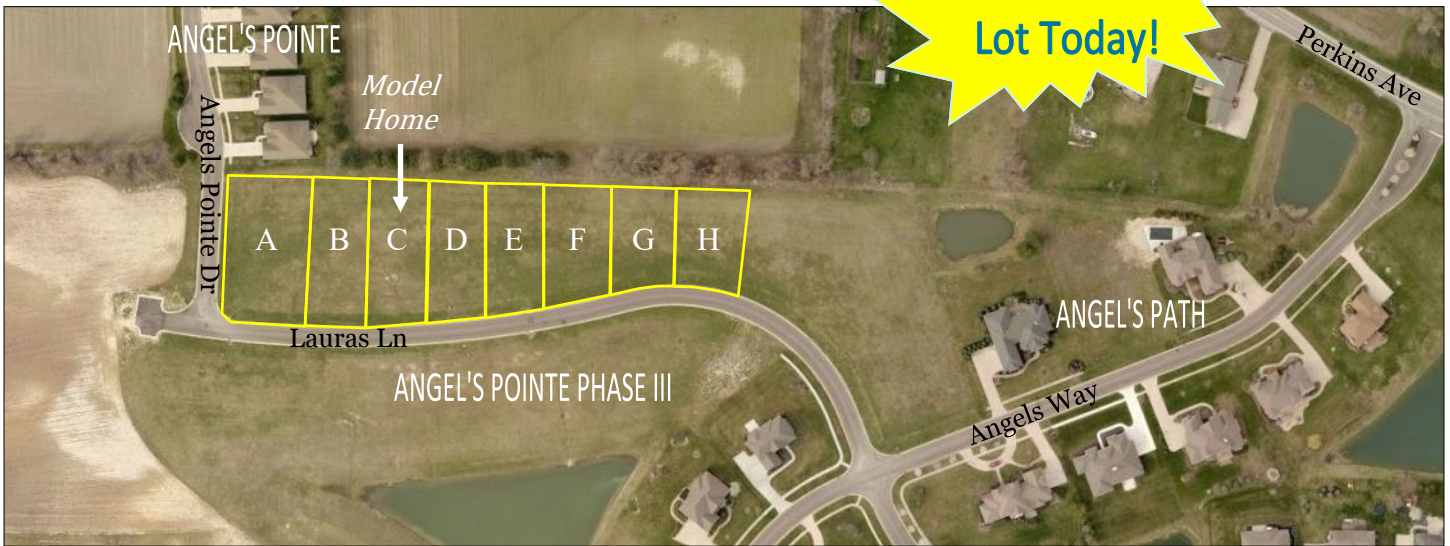 Lot Today!
ANGEL'S POINTE
Model
Home
Perkins Ave
Angels Pointe Dr
A B C D E F G H
Lauras Ln
ANGEL'S PATH
ANGEL'S POINTE PHASE III
Angels Way